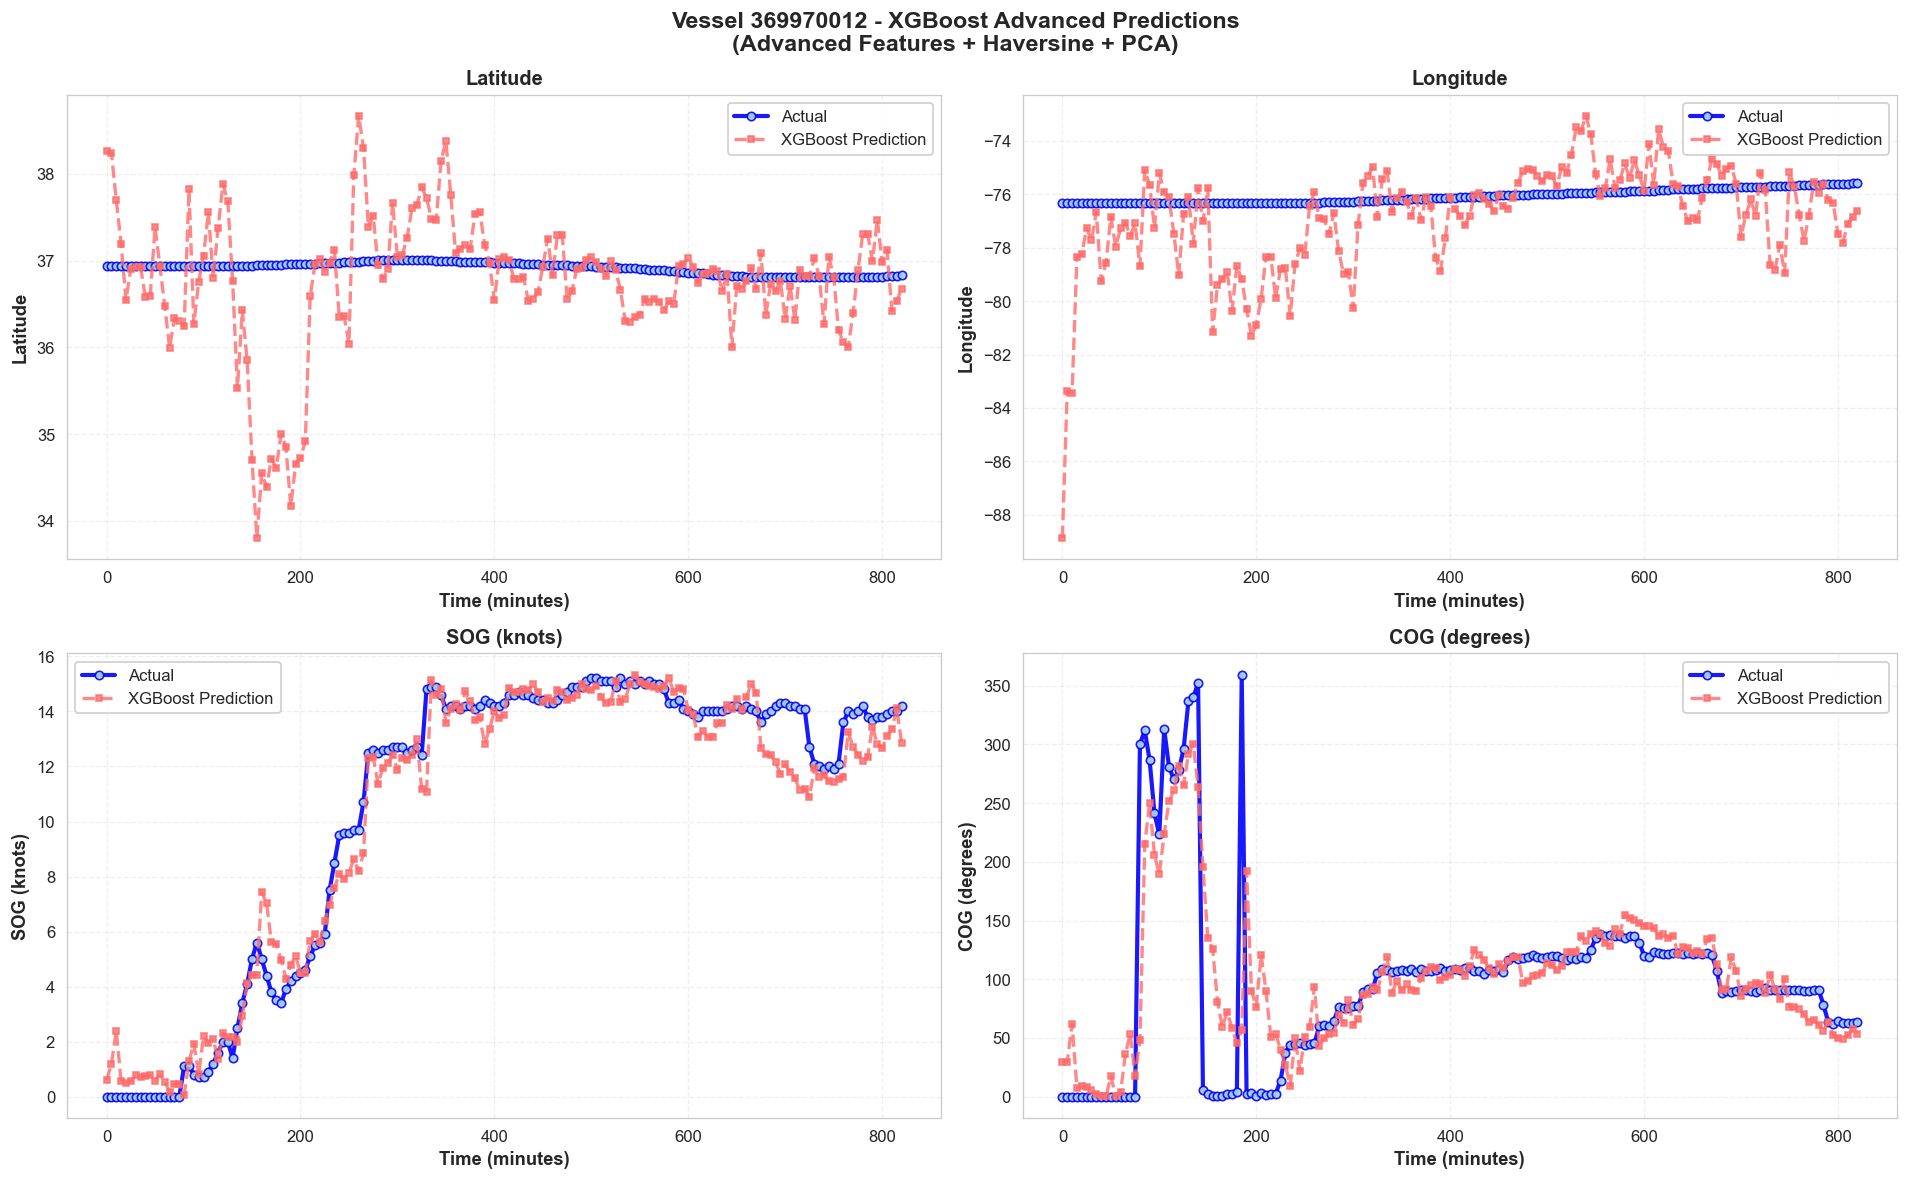 Vessel 369970012 - XGBoost Advanced Predictions
(Advanced Features + Haversine + PCA)
Latitude
Actual
XGBoost Prediction
38
37
36
35
34
Latitude
0 200 400 600 800
Time (minutes)
Longitude
Actual
XGBoost Prediction
−74
−76
−78
−80
−82
−84
−86
−88
Longitude
0 200 400 600 800
Time (minutes)
SOG (knots)
Actual
XGBoost Prediction
16
14
12
10
8
6
4
2
0
SOG (knots)
0 200 400 600 800
Time (minutes)
COG (degrees)
Actual
XGBoost Prediction
350
300
250
200
150
100
50
0
COG (degrees)
0 200 400 600 800
Time (minutes)